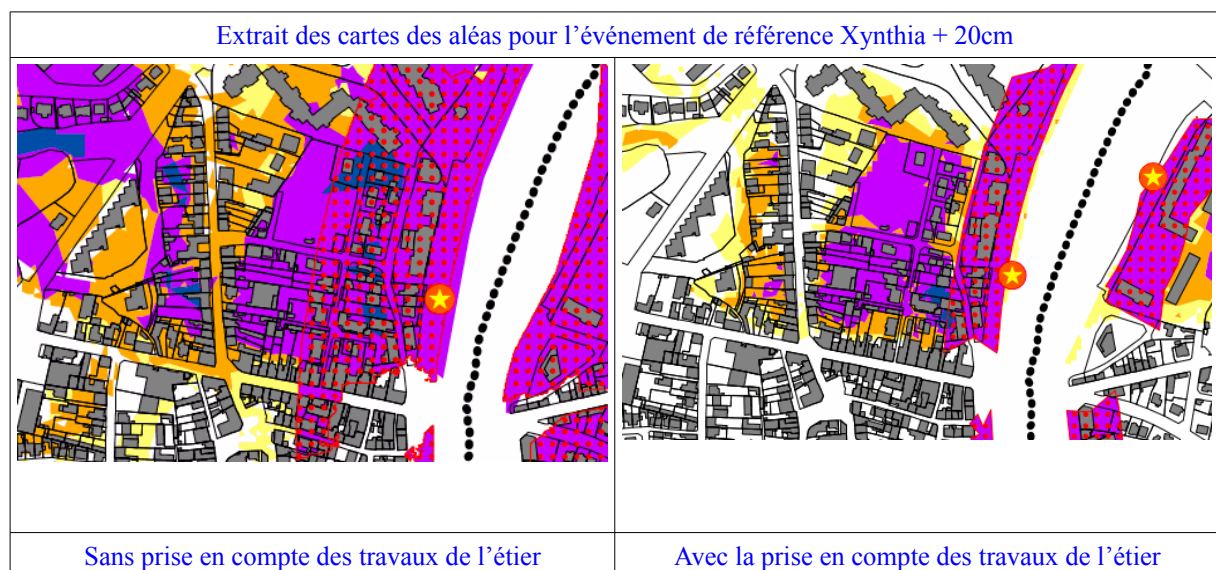 Extrait des cartes des aléas pour l’événement de référence Xynthia + 20cm
Sans prise en compte des travaux de l’étier
Avec la prise en compte des travaux de l’étier